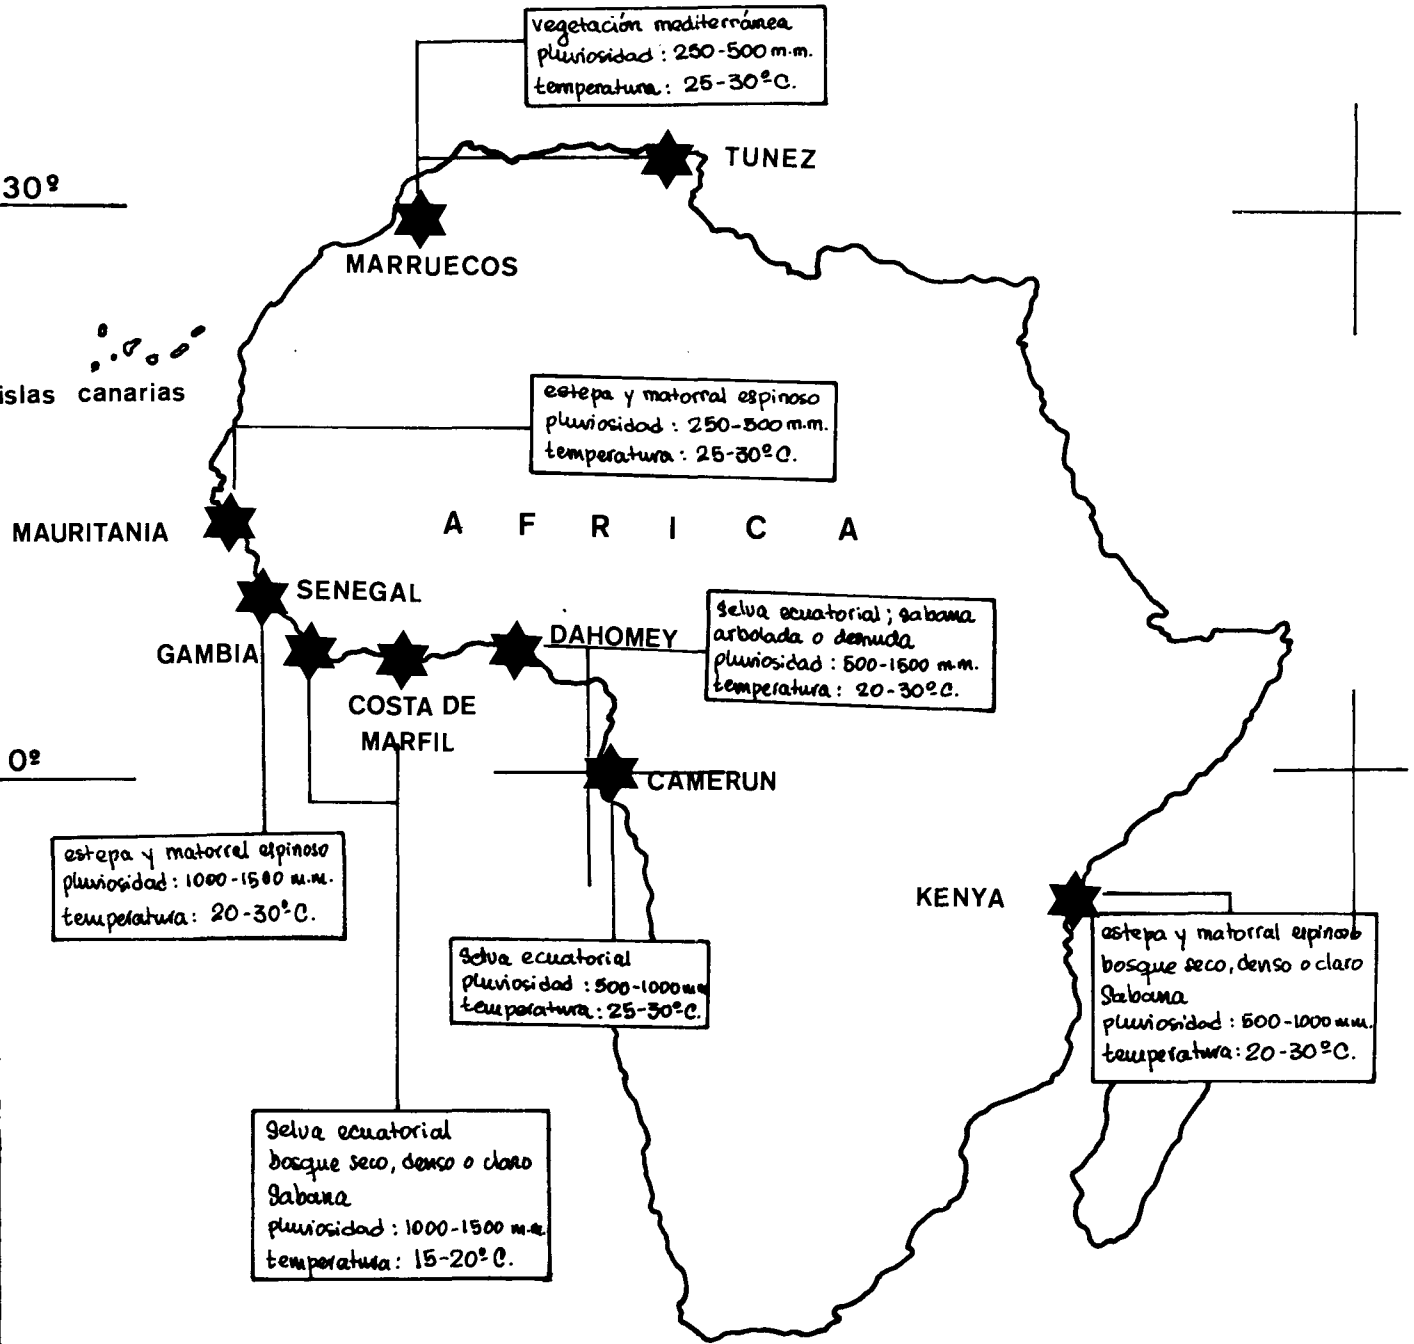 vegetación mediterránea
pluviosidad : 250-500 m.m.
temperatura : 25-30ºC.
TUNEZ
30º
MARRUECOS
islas canarias
estepa y matorral espinoso
pluviosidad : 250-500 m.m.
temperatura : 25-30ºC.
AFRICA
MAURITANIA
SENEGAL
GAMBIA
DAHOMEY
selva ecuatorial ; sabana
arbolada o desnuda
pluviosidad : 500-1500 m.m.
temperatura : 20-30ºC.
COSTA DE
MARFIL
0º
CAMERUN
estepa y matorral espinoso
pluviosidad : 1000-1500 m.m.
temperatura : 20-30ºC.
KENYA
estepa y matorral espinoso
bosque seco, denso o claro
Sabana
pluviosidad : 500-1000 m.m.
temperatura : 20-30ºC.
Selva ecuatorial
pluviosidad : 500-1000 m.m
temperatura : 25-30ºC.
Selva ecuatorial
bosque seco, denso o claro
Sabana
pluviosidad : 1000-1500 m.m.
temperatura : 15-20ºC.